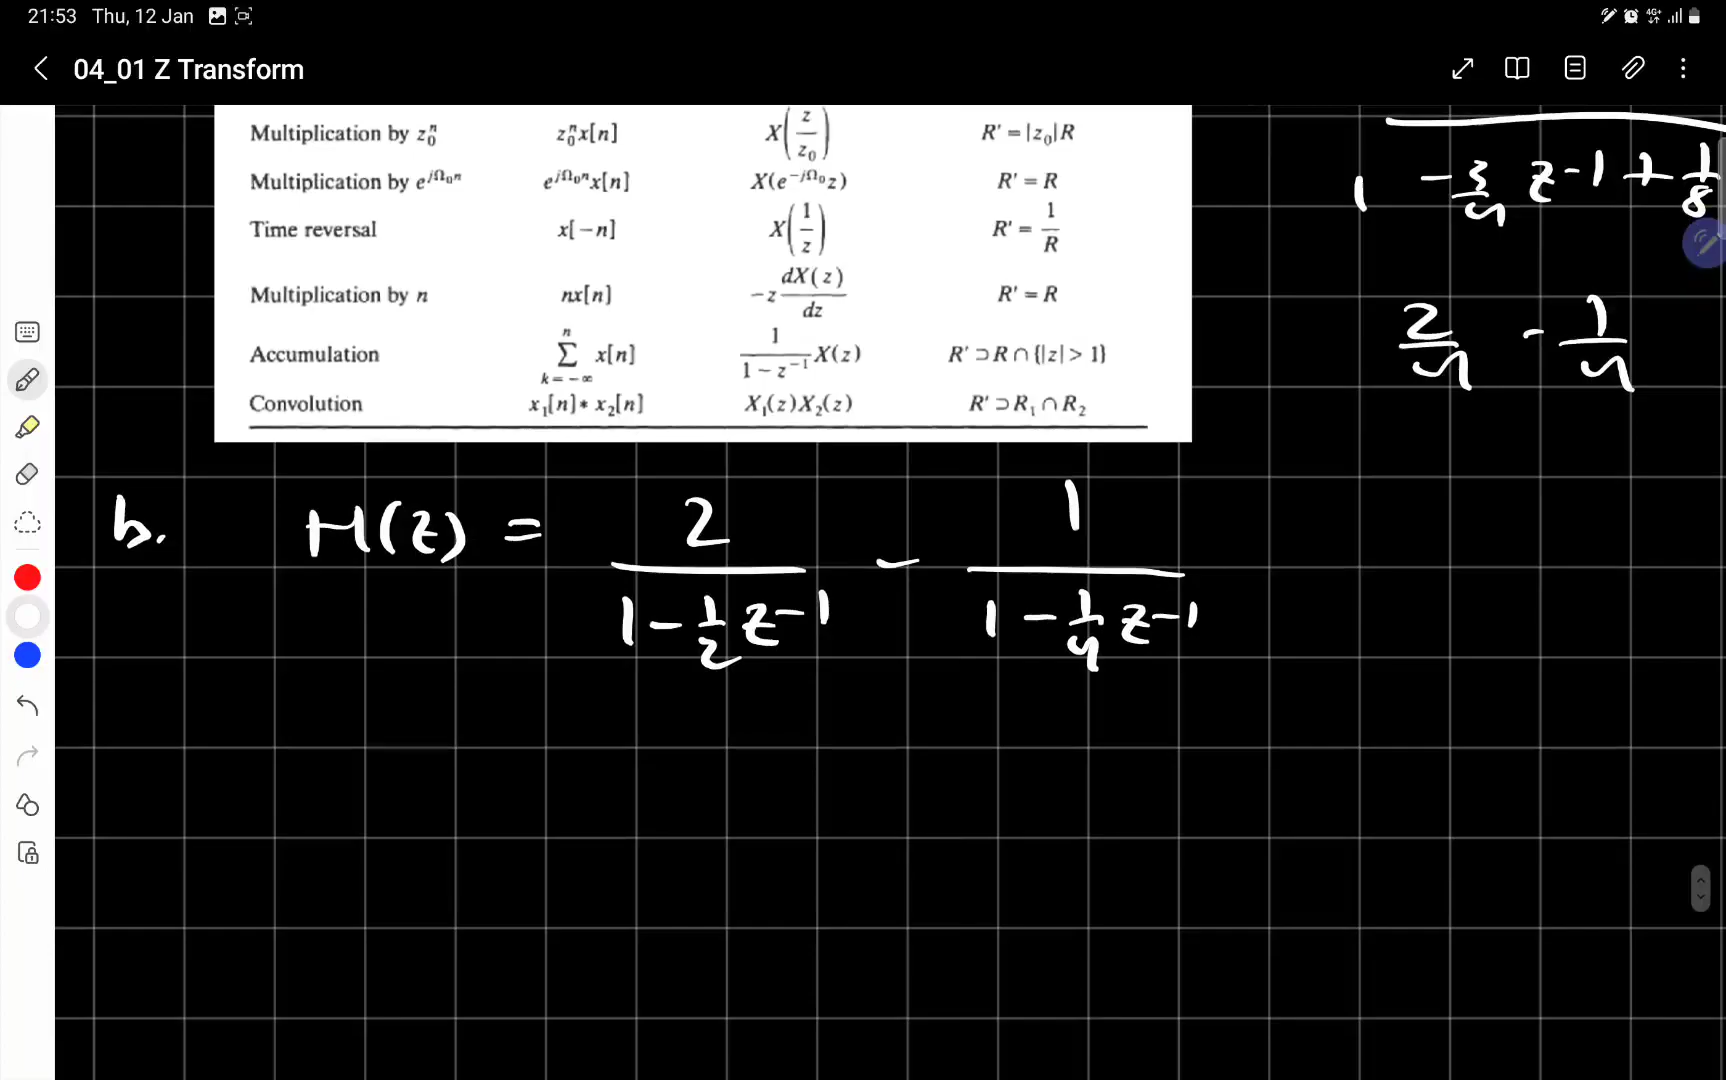 21:53 Thu, 12 Jan 4G+
04_01 Z Transform
Multiplication by z₀ⁿ z₀ⁿx[n] X(z/z₀) R' = |z₀|R
Multiplication by e^{jΩ₀n} e^{jΩ₀n}x[n] X(e^{-jΩ₀}z) R' = R
Time reversal x[-n] X(1/z) R' = 1/R
Multiplication by n nx[n] -z dX(z)/dz R' = R
Accumulation ∑_{k=-∞}^{n} x[n] 1/(1-z⁻¹) X(z) R' ⊃ R ∩ {|z| > 1}
Convolution x₁[n] * x₂[n] X₁(z)X₂(z) R' ⊃ R₁ ∩ R₂
1 - 3/4 z-1 + 1/8
2/4 - 1/4
b. H(z) = 2/(1 - 1/2 z-1) - 1/(1 - 1/4 z-1)